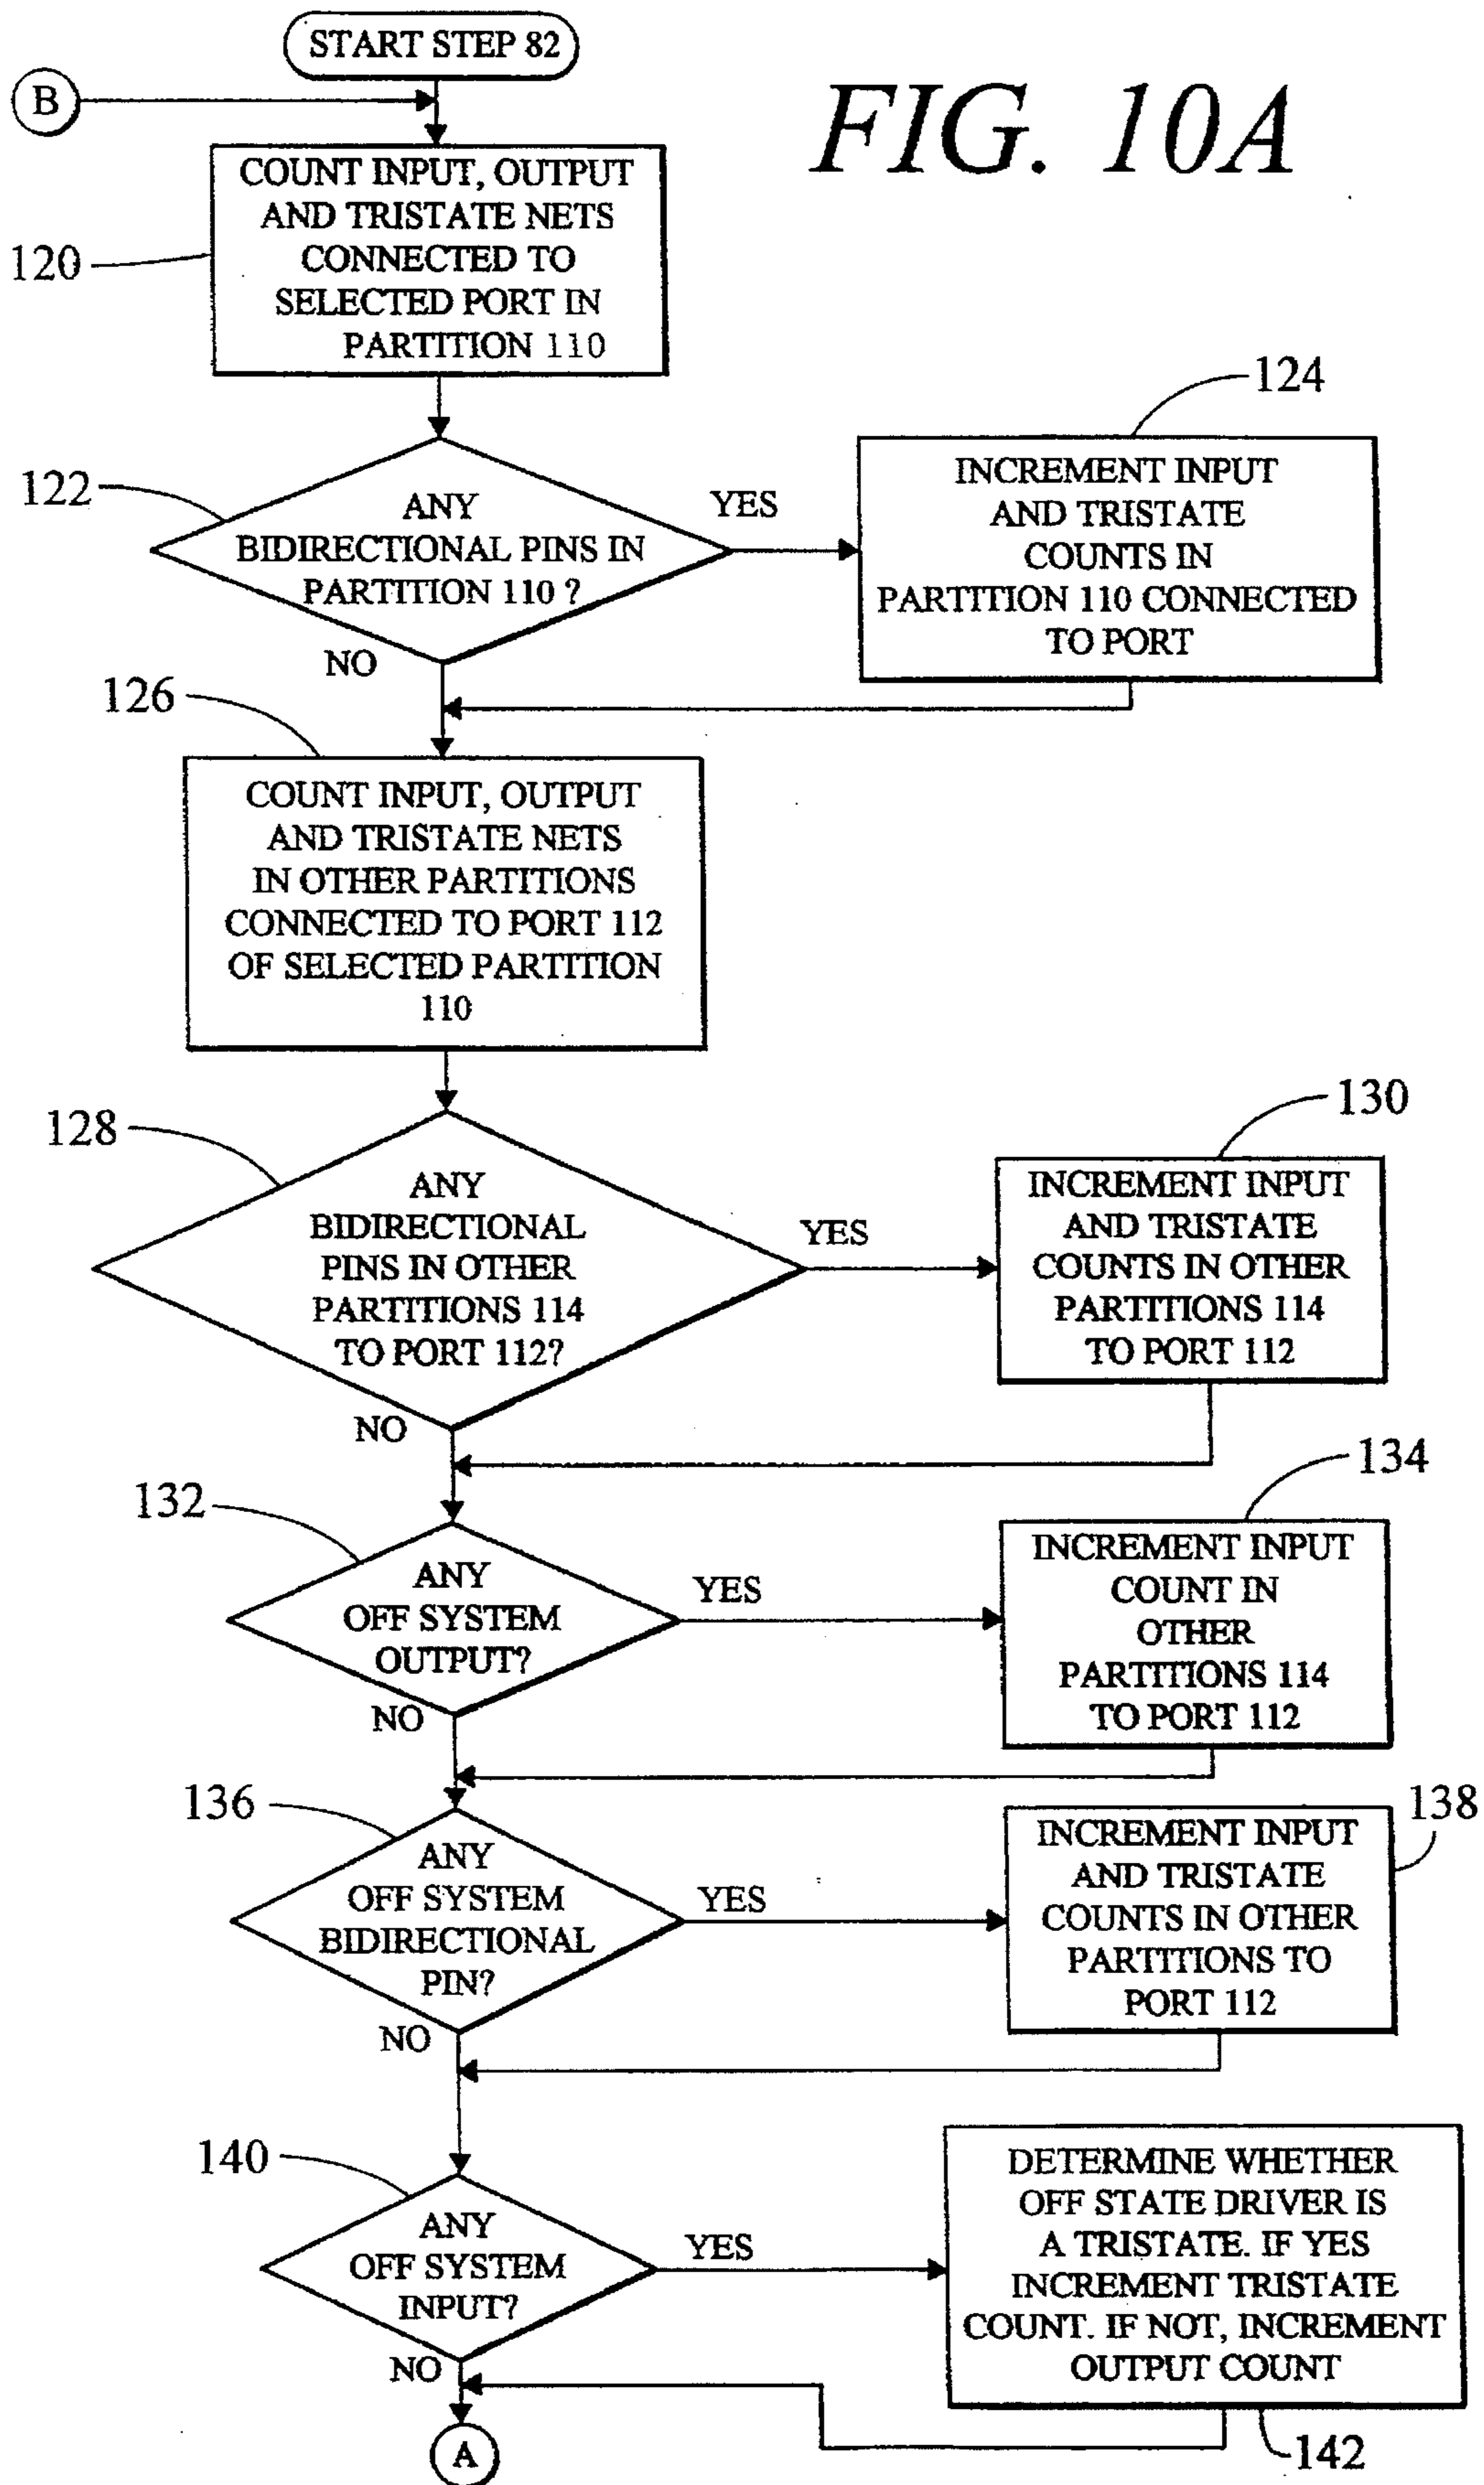 START STEP 82
B
FIG. 10A
COUNT INPUT, OUTPUT
AND TRISTATE NETS
CONNECTED TO
SELECTED PORT IN
PARTITION 110
120
124
122
ANY
BIDIRECTIONAL PINS IN
PARTITION 110 ?
YES
NO
INCREMENT INPUT
AND TRISTATE
COUNTS IN
PARTITION 110 CONNECTED
TO PORT
126
COUNT INPUT, OUTPUT
AND TRISTATE NETS
IN OTHER PARTITIONS
CONNECTED TO PORT 112
OF SELECTED PARTITION
110
128
ANY
BIDIRECTIONAL
PINS IN OTHER
PARTITIONS 114
TO PORT 112?
YES
NO
130
INCREMENT INPUT
AND TRISTATE
COUNTS IN OTHER
PARTITIONS 114
TO PORT 112
132
ANY
OFF SYSTEM
OUTPUT?
YES
NO
134
INCREMENT INPUT
COUNT IN
OTHER
PARTITIONS 114
TO PORT 112
136
ANY
OFF SYSTEM
BIDIRECTIONAL
PIN?
YES
NO
138
INCREMENT INPUT
AND TRISTATE
COUNTS IN OTHER
PARTITIONS TO
PORT 112
140
ANY
OFF SYSTEM
INPUT?
YES
NO
DETERMINE WHETHER
OFF STATE DRIVER IS
A TRISTATE. IF YES
INCREMENT TRISTATE
COUNT. IF NOT, INCREMENT
OUTPUT COUNT
142
A